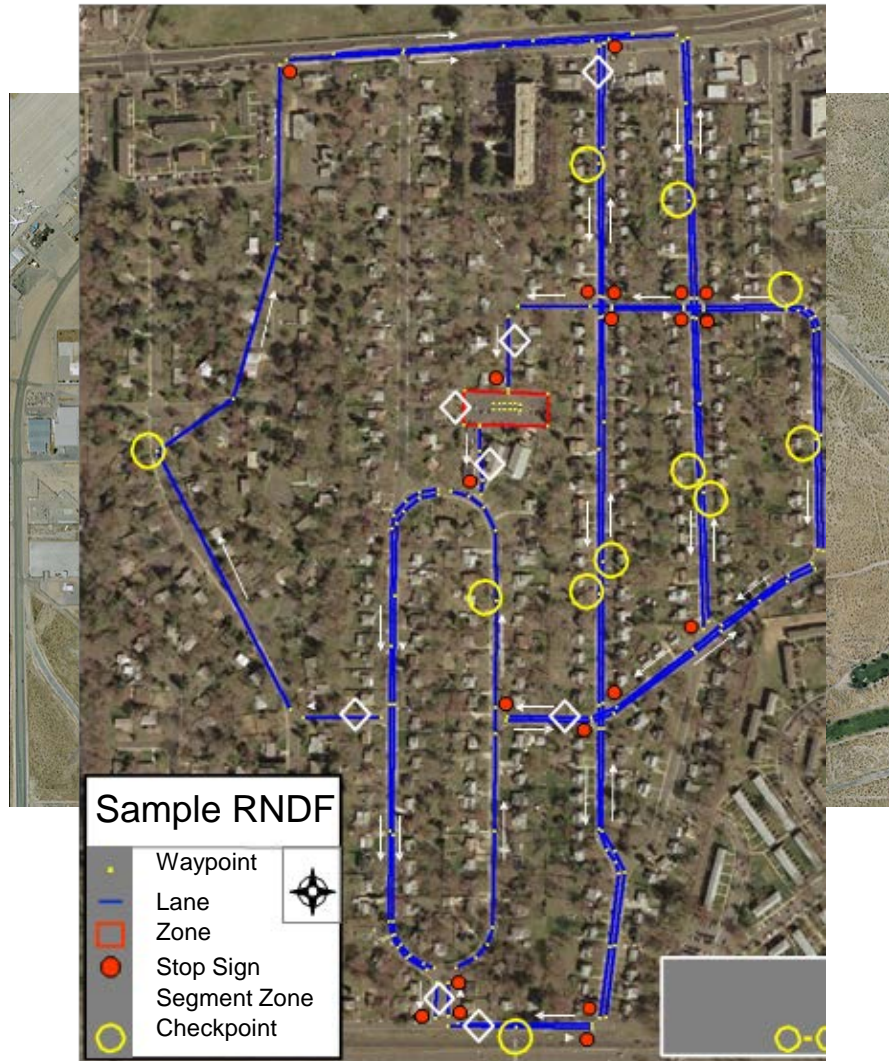 Sample RNDF
Waypoint
Lane
Zone
Stop Sign
Segment Zone
Checkpoint